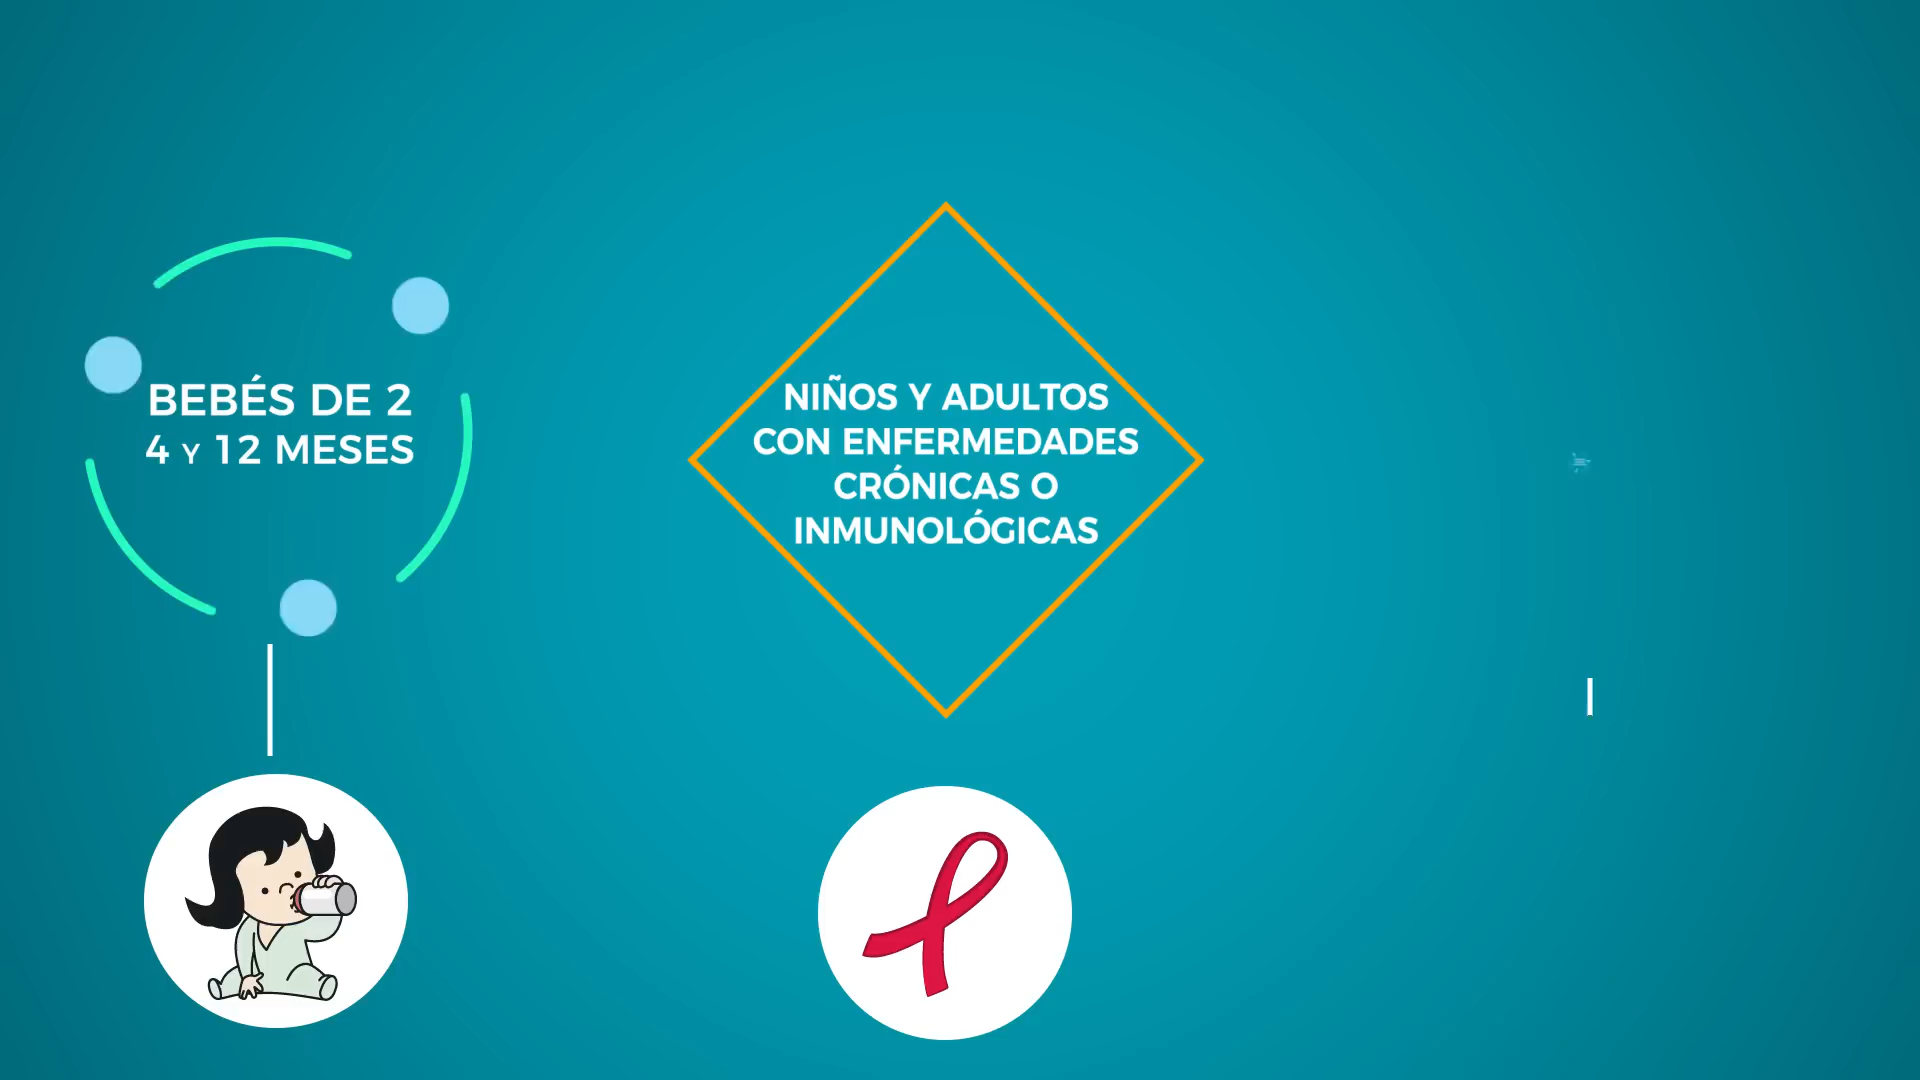 BEBÉS DE 2
4 Y 12 MESES
NIÑOS Y ADULTOS
CON ENFERMEDADES
CRÓNICAS O
INMUNOLÓGICAS